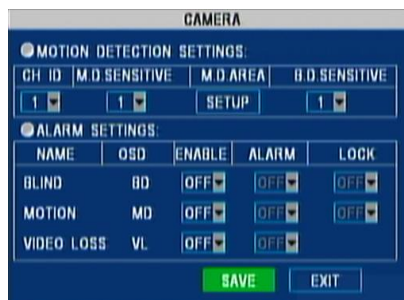 CAMERA
MOTION DETECTION SETTINGS:
CH ID M.D.SENSITIVE M.D.AREA B.D.SENSITIVE
1 1 SETUP 1
ALARM SETTINGS:
NAME OSD ENABLE ALARM LOCK
BLIND BD OFF OFF OFF
MOTION MD OFF OFF OFF
VIDEO LOSS VL OFF OFF
SAVE EXIT